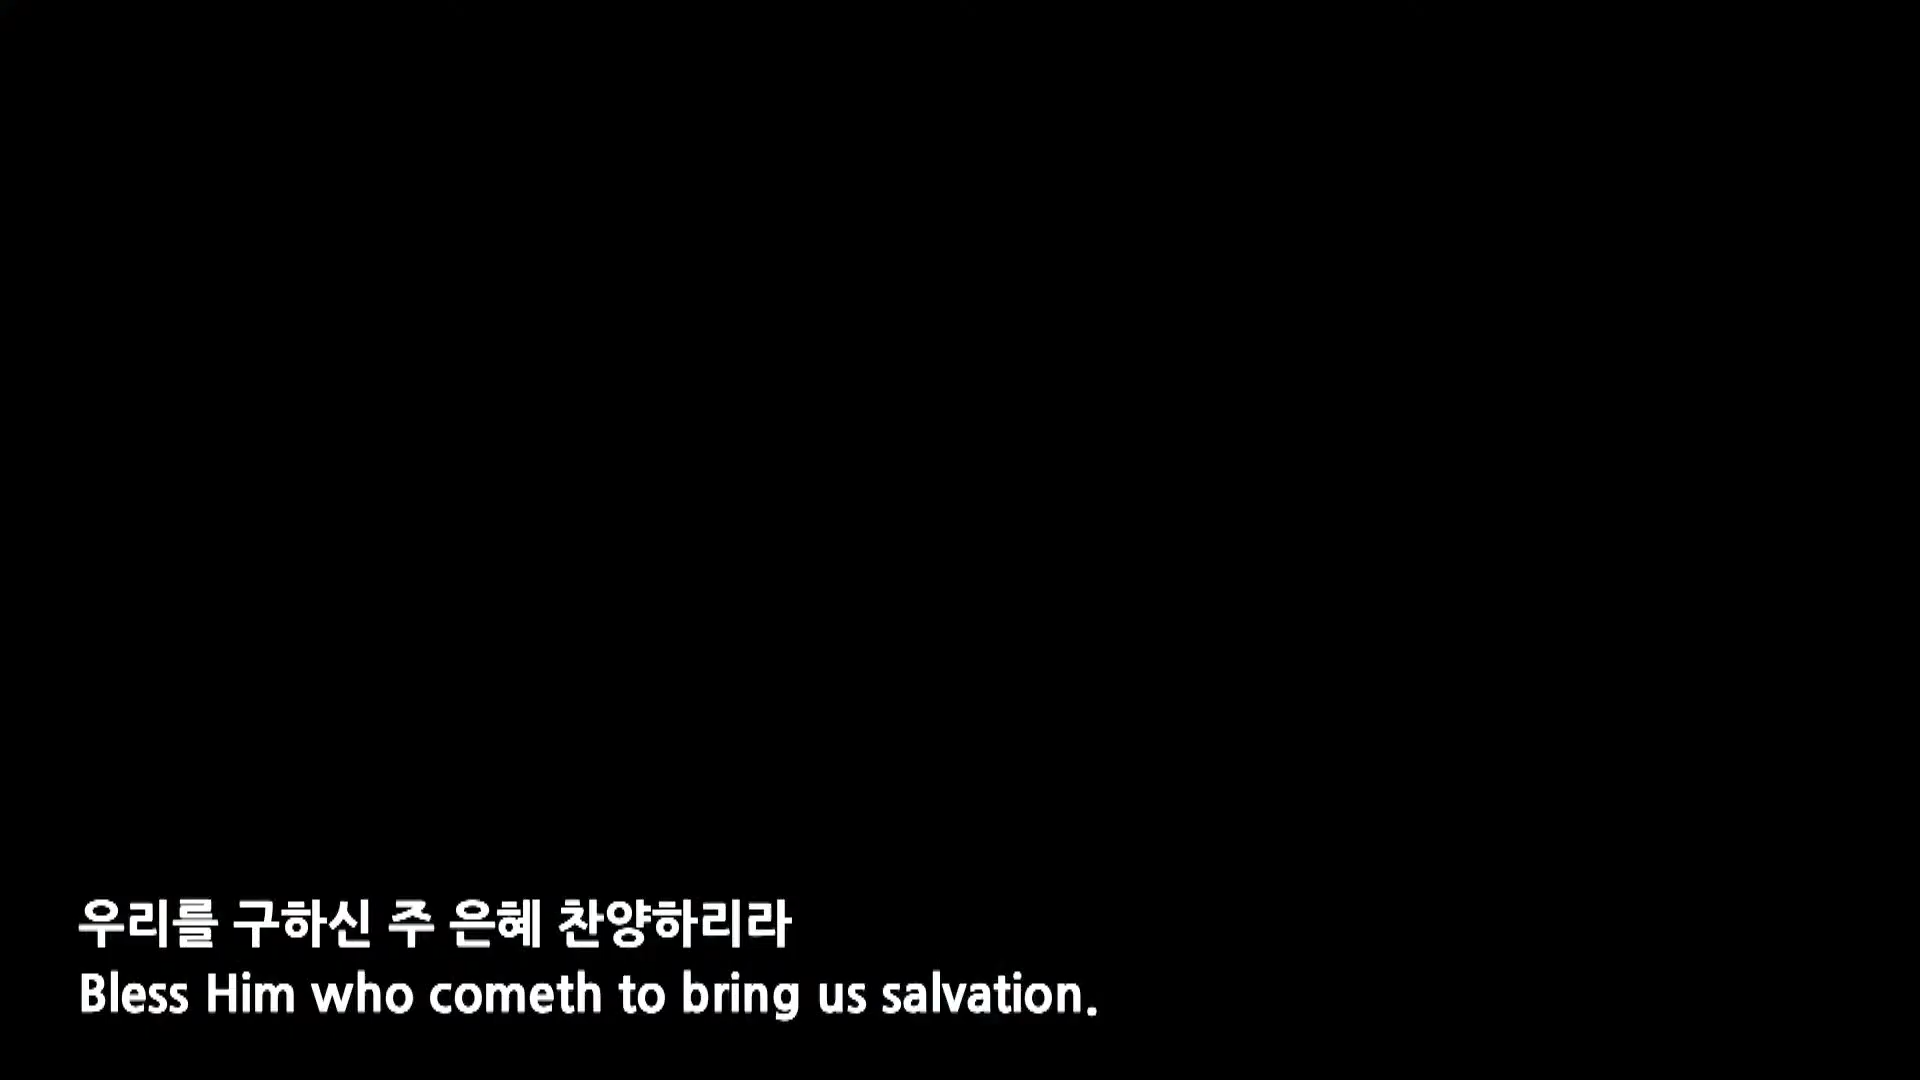 우리를 구하신 주 은혜 찬양하리라
Bless Him who cometh to bring us salvation.